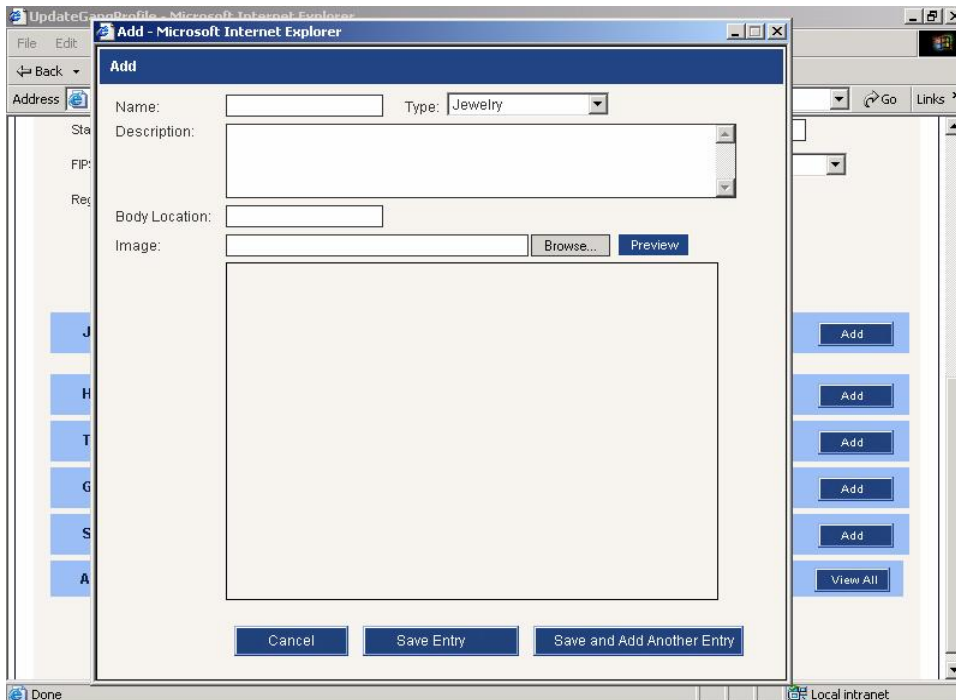 UpdateGangProfile - Microsoft Internet Explorer
Add - Microsoft Internet Explorer
File Edit
Back
Add
Address
Go Links
Name:
Type: Jewelry
Sta
Description:
FIPS
Reg
Body Location:
Image:
Browse...
Preview
J
Add
H
Add
T
Add
G
Add
S
Add
A
View All
Cancel
Save Entry
Save and Add Another Entry
Done
Local intranet